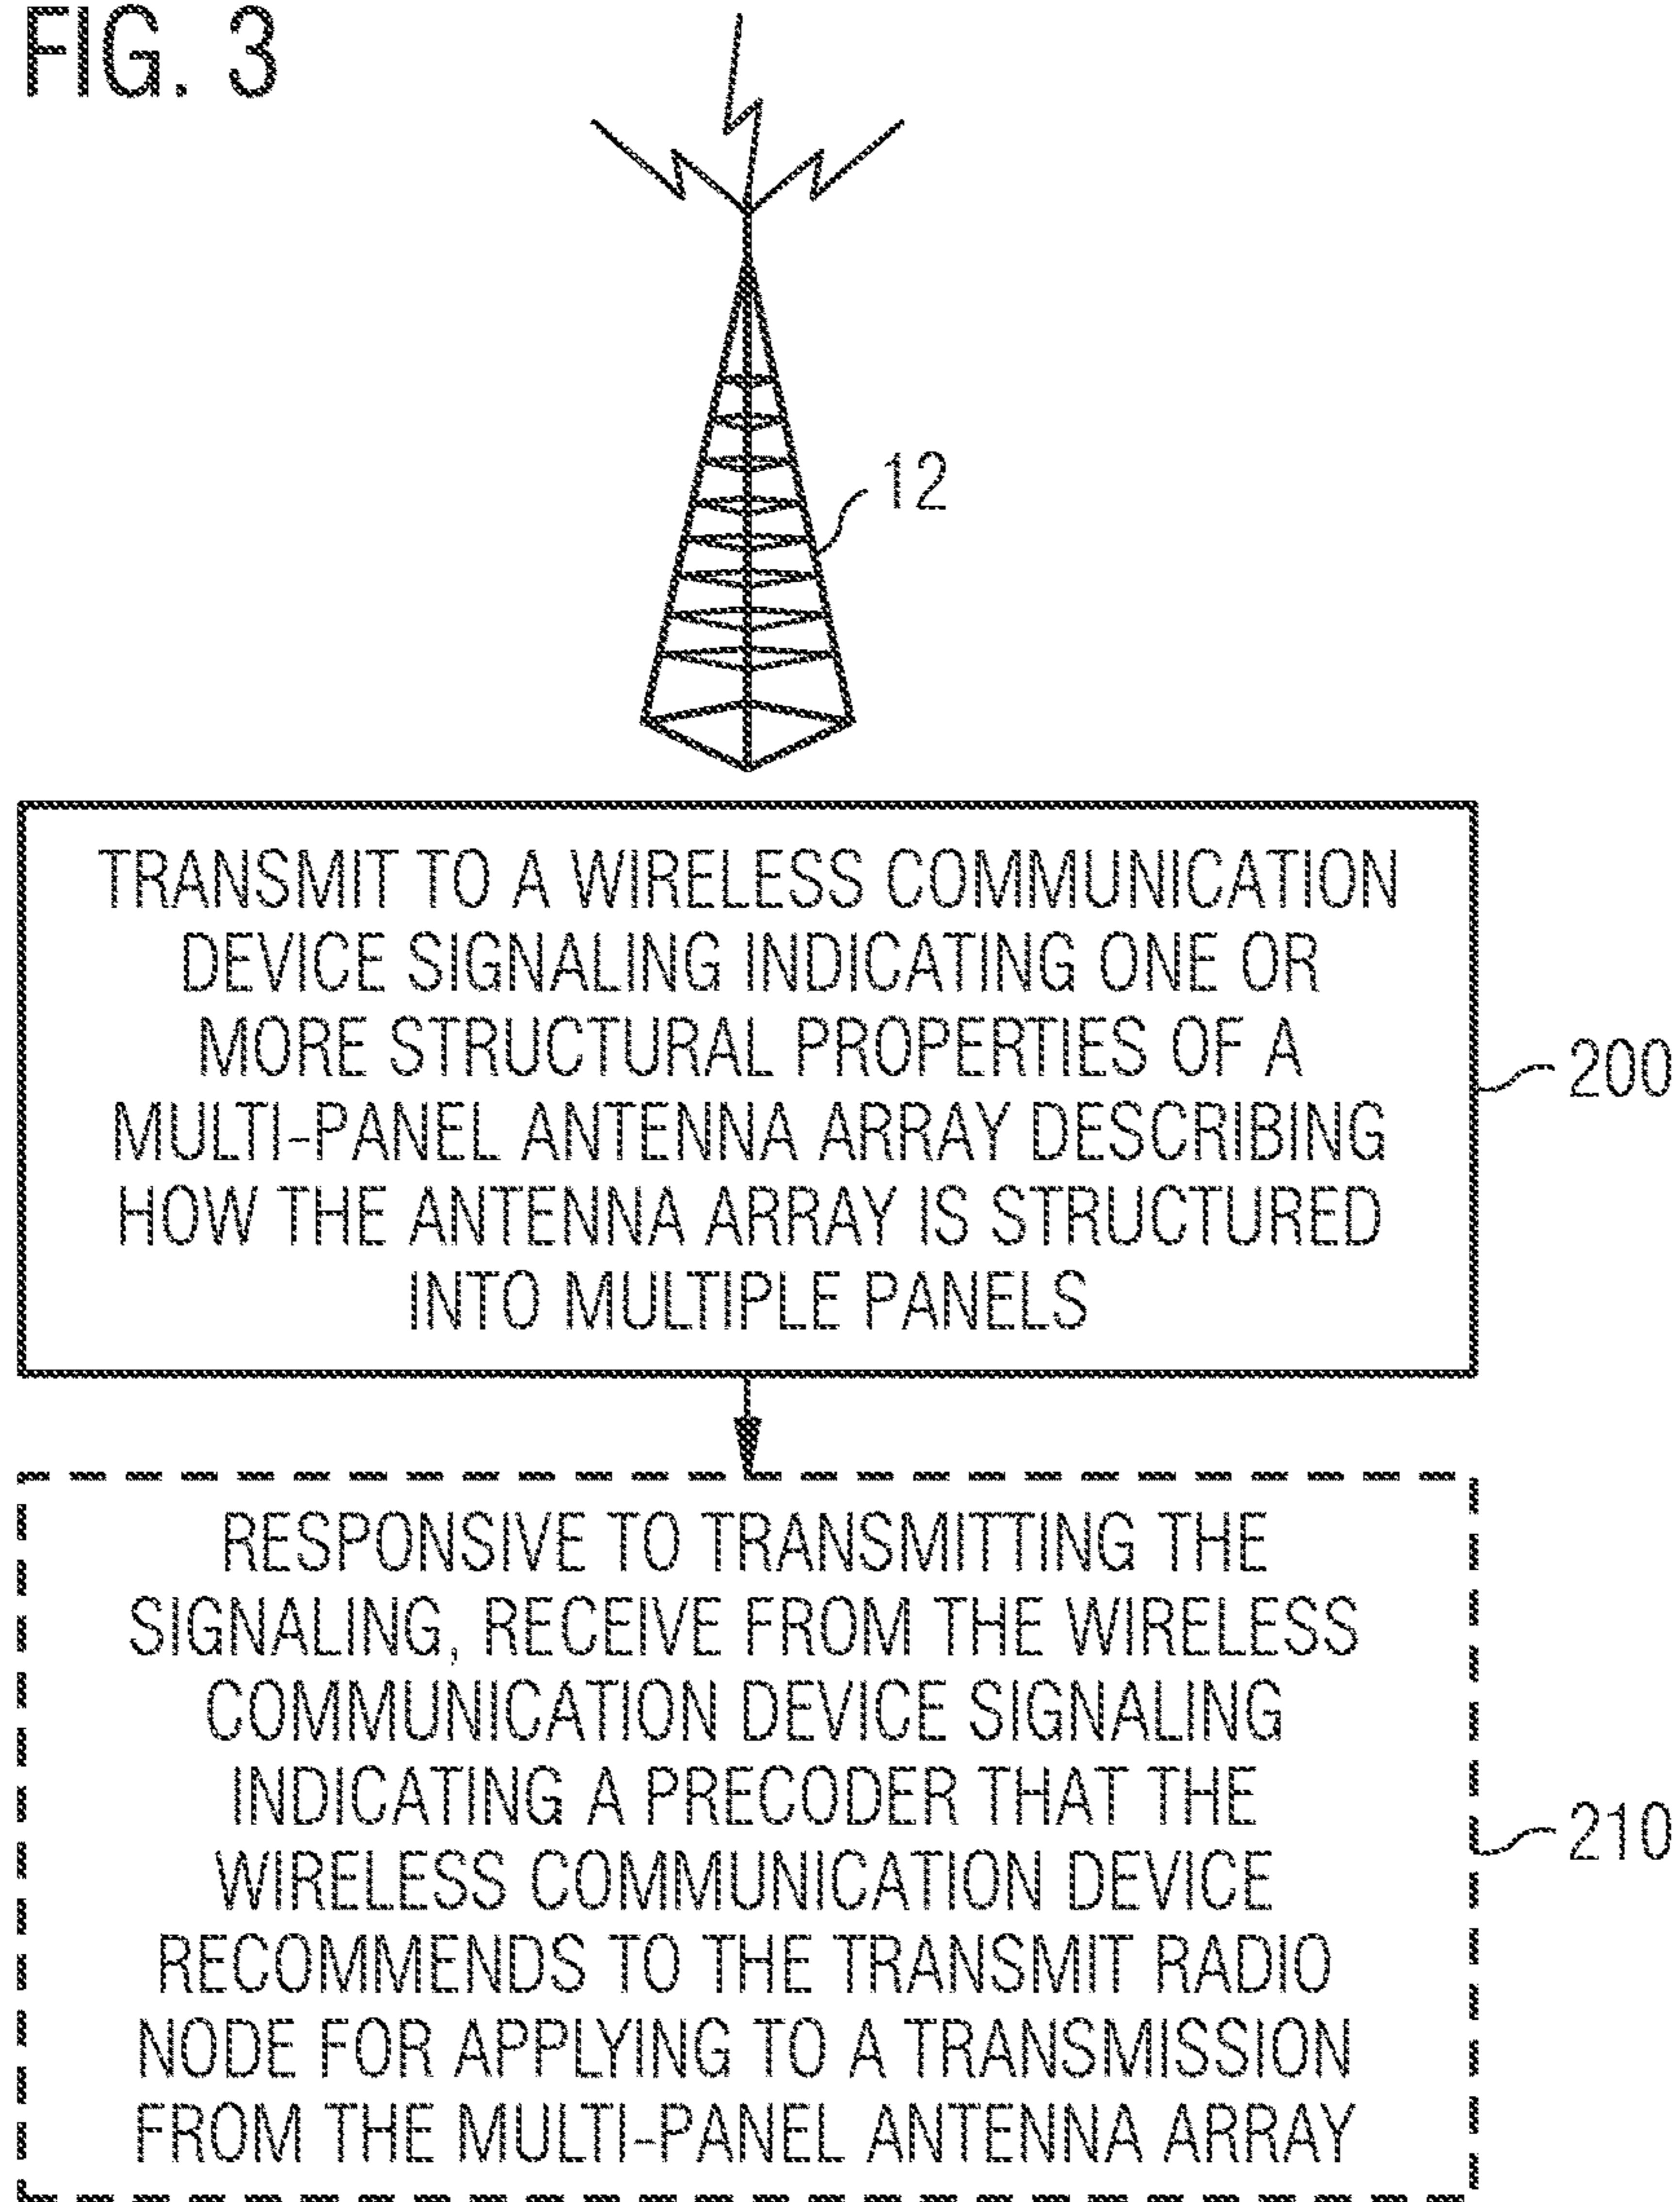 FIG. 3
12
TRANSMIT TO A WIRELESS COMMUNICATION
DEVICE SIGNALING INDICATING ONE OR
MORE STRUCTURAL PROPERTIES OF A
MULTI-PANEL ANTENNA ARRAY DESCRIBING
HOW THE ANTENNA ARRAY IS STRUCTURED
INTO MULTIPLE PANELS
200
RESPONSIVE TO TRANSMITTING THE
SIGNALING, RECEIVE FROM THE WIRELESS
COMMUNICATION DEVICE SIGNALING
INDICATING A PRECODER THAT THE
WIRELESS COMMUNICATION DEVICE
RECOMMENDS TO THE TRANSMIT RADIO
NODE FOR APPLYING TO A TRANSMISSION
FROM THE MULTI-PANEL ANTENNA ARRAY
210